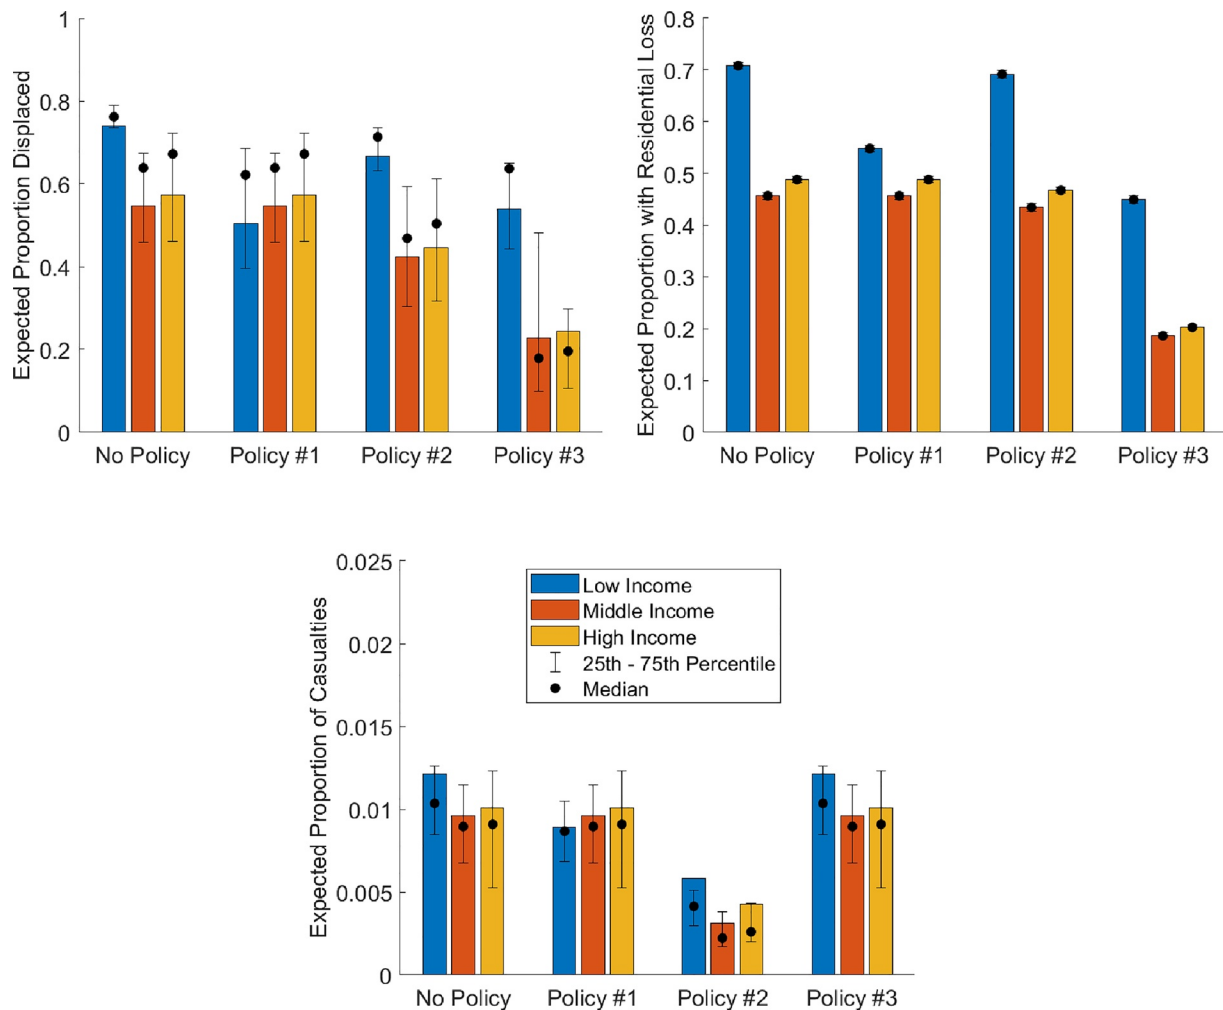 Expected Proportion Displaced
1
0.8
0.6
0.4
0.2
0
No Policy
Policy #1
Policy #2
Policy #3
Expected Proportion with Residential Loss
0.8
0.7
0.6
0.5
0.4
0.3
0.2
0.1
0
No Policy
Policy #1
Policy #2
Policy #3
Expected Proportion of Casualties
0.025
0.02
0.015
0.01
0.005
0
Low Income
Middle Income
High Income
25th - 75th Percentile
Median
No Policy
Policy #1
Policy #2
Policy #3